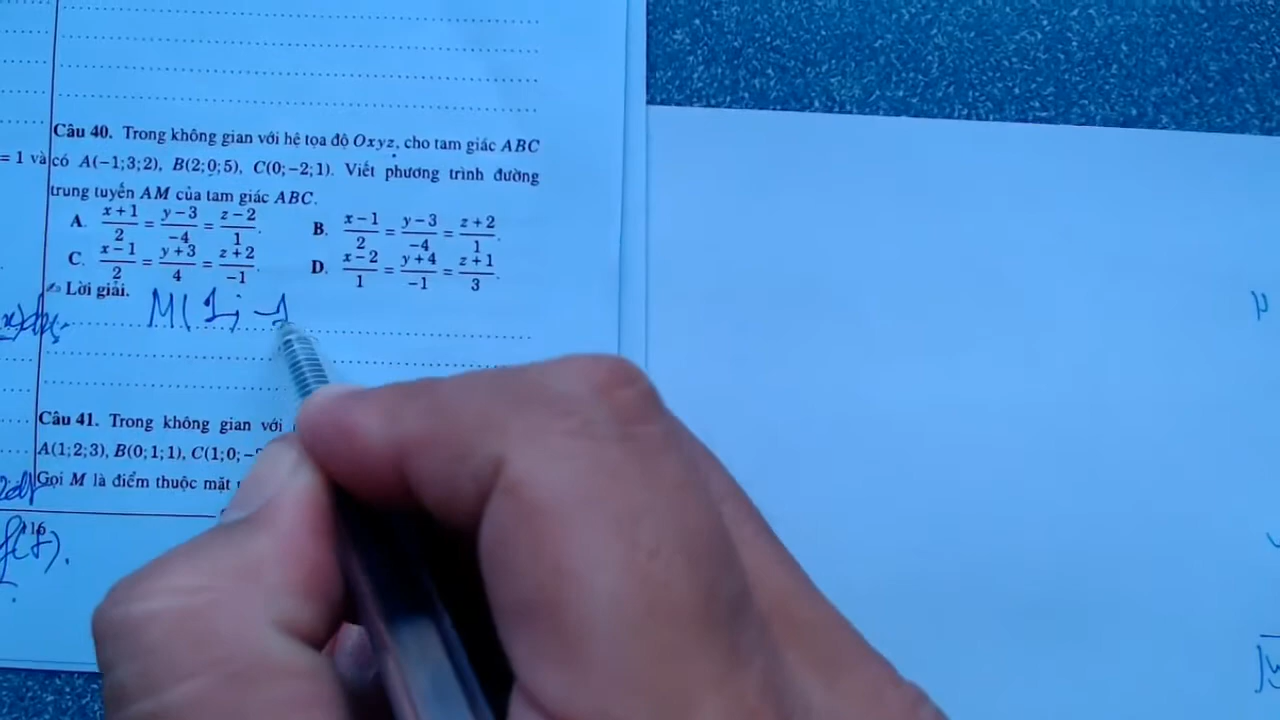 Câu 40. Trong không gian với hệ tọa độ Oxyz, cho tam giác ABC
= 1 và có A(−1;3;2), B(2;0;5), C(0;−2;1). Viết phương trình đường
trung tuyến AM của tam giác ABC.
A. (x+1)/2 = (y−3)/−4 = (z−2)/1. B. (x−1)/2 = (y−3)/−4 = (z+2)/1.
C. (x−1)/2 = (y+3)/4 = (z+2)/−1. D. (x−2)/1 = (y+4)/−1 = (z+1)/3.
Lời giải. M(1; −1
Câu 41. Trong không gian với
A(1;2;3), B(0;1;1), C(1;0;−
Gọi M là điểm thuộc mặt